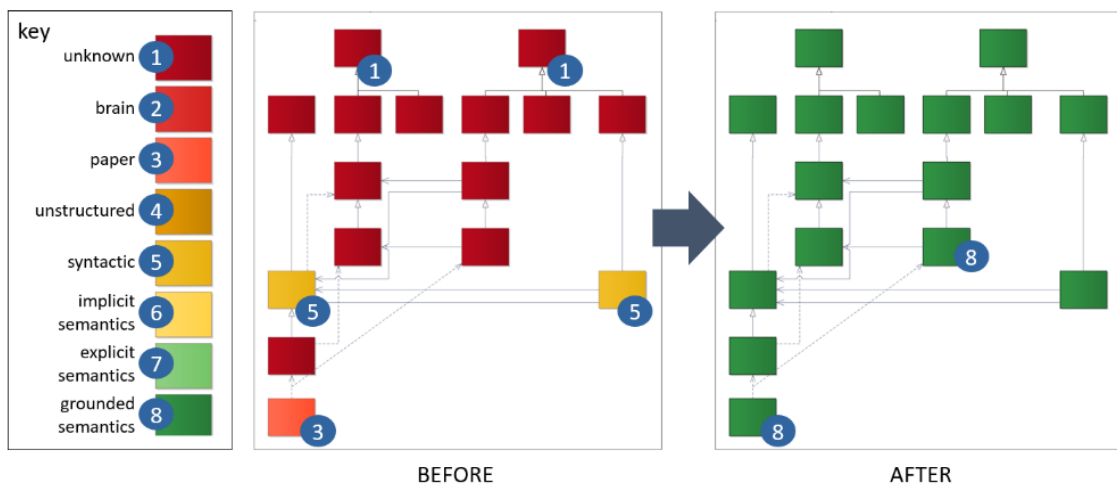 key
unknown 1
brain 2
paper 3
unstructured 4
syntactic 5
implicit 6
semantics
explicit 7
semantics
grounded 8
semantics
1 1
5 5
3
BEFORE
8
8
AFTER